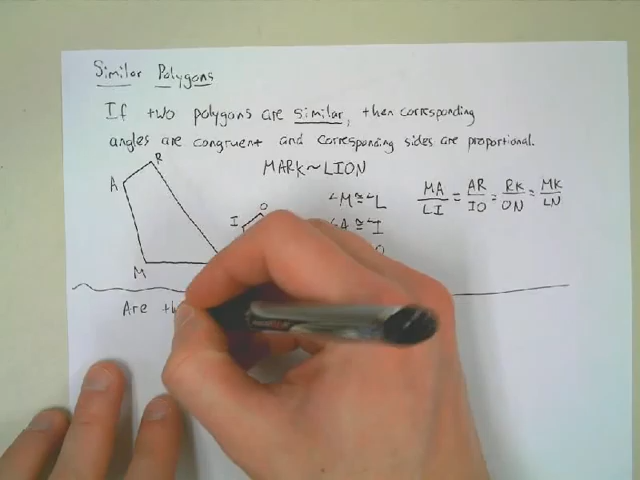 Similar Polygons
If two polygons are similar, then corresponding
angles are congruent and corresponding sides are proportional.
MARK~LION
R
A
M
O
I
∠M≅∠L
∠A≅∠I
O
MA/LI = AR/IO = RK/ON = MK/LN
Are